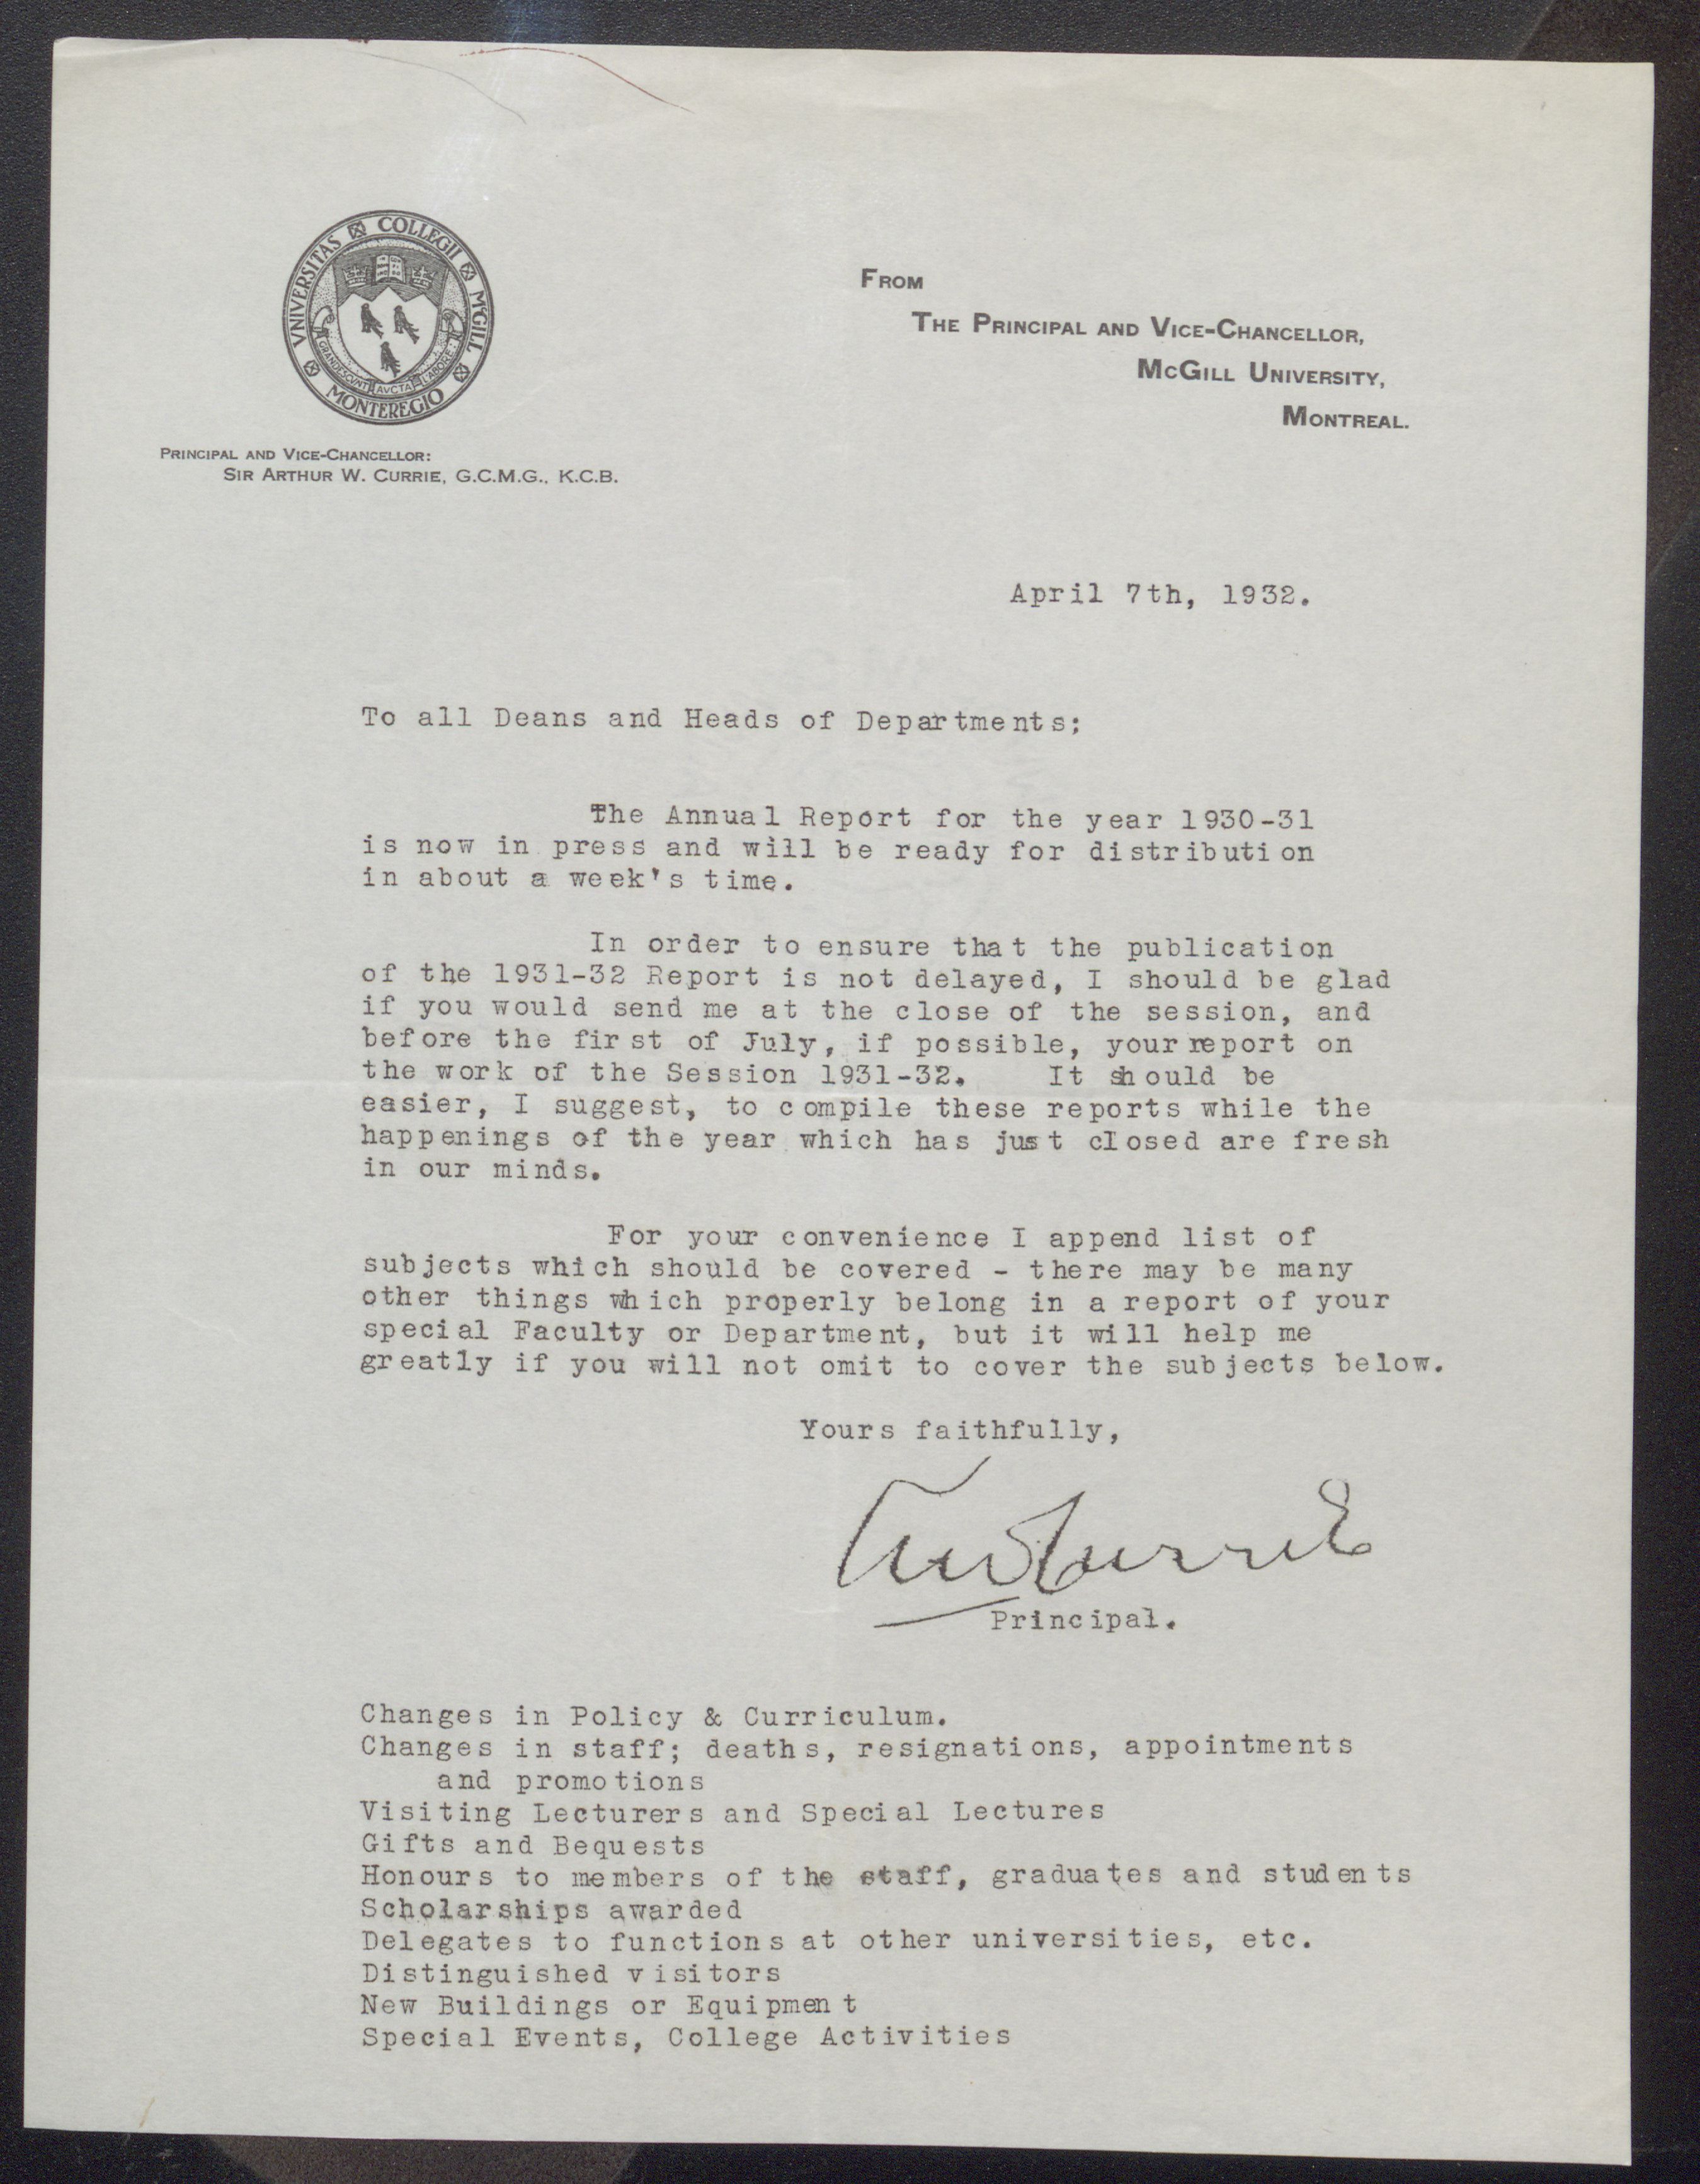 VNIVERSITAS COLLEGII MCGILL MONTEREGIO
GRANDESCVNT AVCTA LABORE
FROM
THE PRINCIPAL AND VICE-CHANCELLOR,
MCGILL UNIVERSITY,
MONTREAL.
PRINCIPAL AND VICE-CHANCELLOR:
SIR ARTHUR W. CURRIE, G.C.M.G., K.C.B.
April 7th, 1932.
To all Deans and Heads of Departments;
The Annual Report for the year 1930-31
is now in press and will be ready for distribution
in about a week's time.
In order to ensure that the publication
of the 1931-32 Report is not delayed, I should be glad
if you would send me at the close of the session, and
before the first of July, if possible, your report on
the work of the Session 1931-32. It should be
easier, I suggest, to compile these reports while the
happenings of the year which has just closed are fresh
in our minds.
For your convenience I append list of
subjects which should be covered - there may be many
other things which properly belong in a report of your
special Faculty or Department, but it will help me
greatly if you will not omit to cover the subjects below.
Yours faithfully,
AWCurrie
Principal.
Changes in Policy & Curriculum.
Changes in staff; deaths, resignations, appointments
and promotions
Visiting Lecturers and Special Lectures
Gifts and Bequests
Honours to members of the staff, graduates and students
Scholarships awarded
Delegates to functions at other universities, etc.
Distinguished visitors
New Buildings or Equipment
Special Events, College Activities